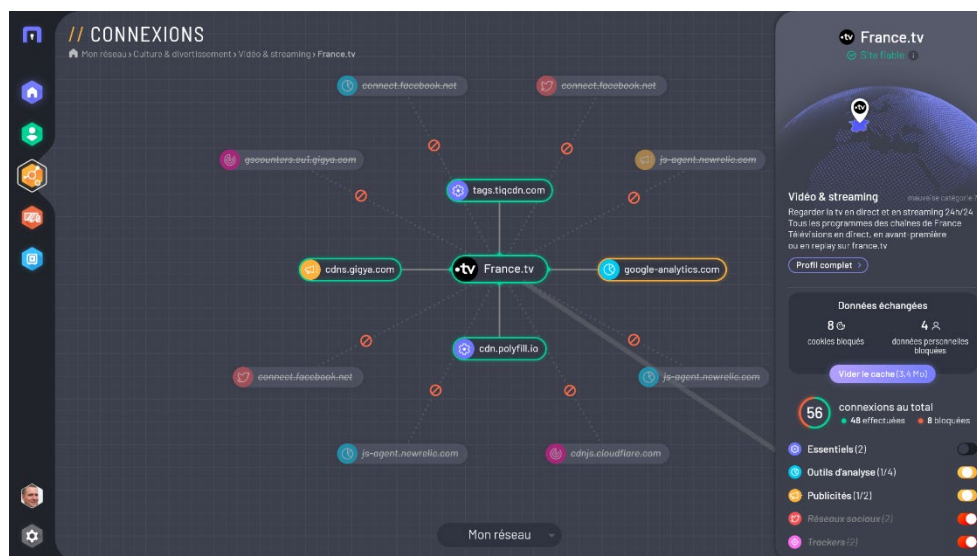 // CONNEXIONS
Mon réseau › Culture & divertissement › Vidéo & streaming › France.tv
connect.facebook.net
connect.facebook.net
gscounters.eu1.gigya.com
js-agent.newrelic.com
tags.tiqcdn.com
cdns.gigya.com
•tv France.tv
google-analytics.com
cdn.polyfill.io
connect.facebook.net
js-agent.newrelic.com
js-agent.newrelic.com
cdnjs.cloudflare.com
Mon réseau
•tv France.tv
Site fiable
•tv
Vidéo & streaming
mauvaise catégorie
Regarder la tv en direct et en streaming 24h/24
Tous les programmes des chaînes de France
Télévisions en direct, en avant-première
ou en replay sur france.tv
Profil complet >
Données échangées
8
4
cookies bloqués
données personnelles
bloquées
Vider le cache (3,4 Mo)
56
connexions au total
48 effectuées
8 bloquées
Essentiels (2)
Outils d'analyse (1/4)
Publicités (1/2)
Réseaux sociaux (2)
Trackers (2)